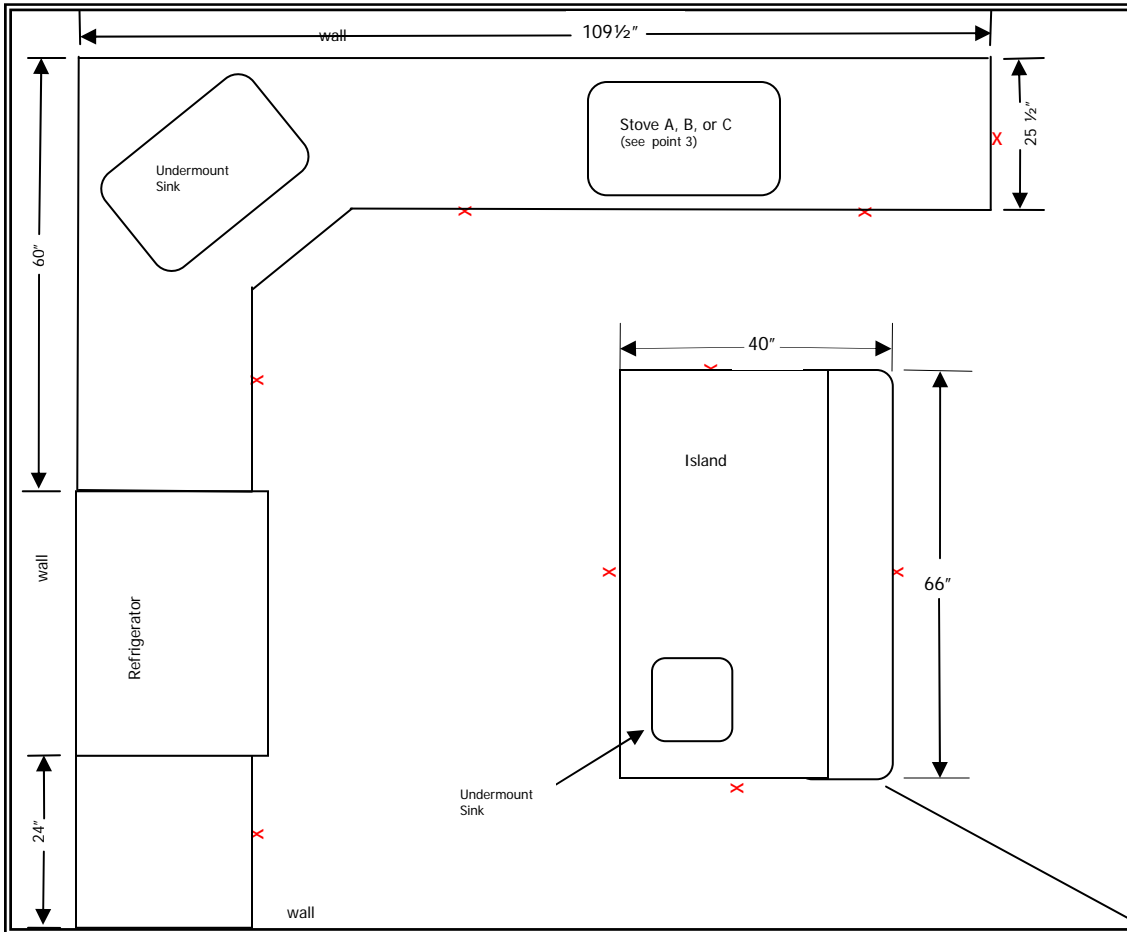 wall
109½"
60"
Undermount
Sink
Stove A, B, or C
(see point 3)
25 ½"
X
X
X
X
40"
X
Island
wall
X
X
66"
Refrigerator
Undermount
Sink
X
24"
X
wall